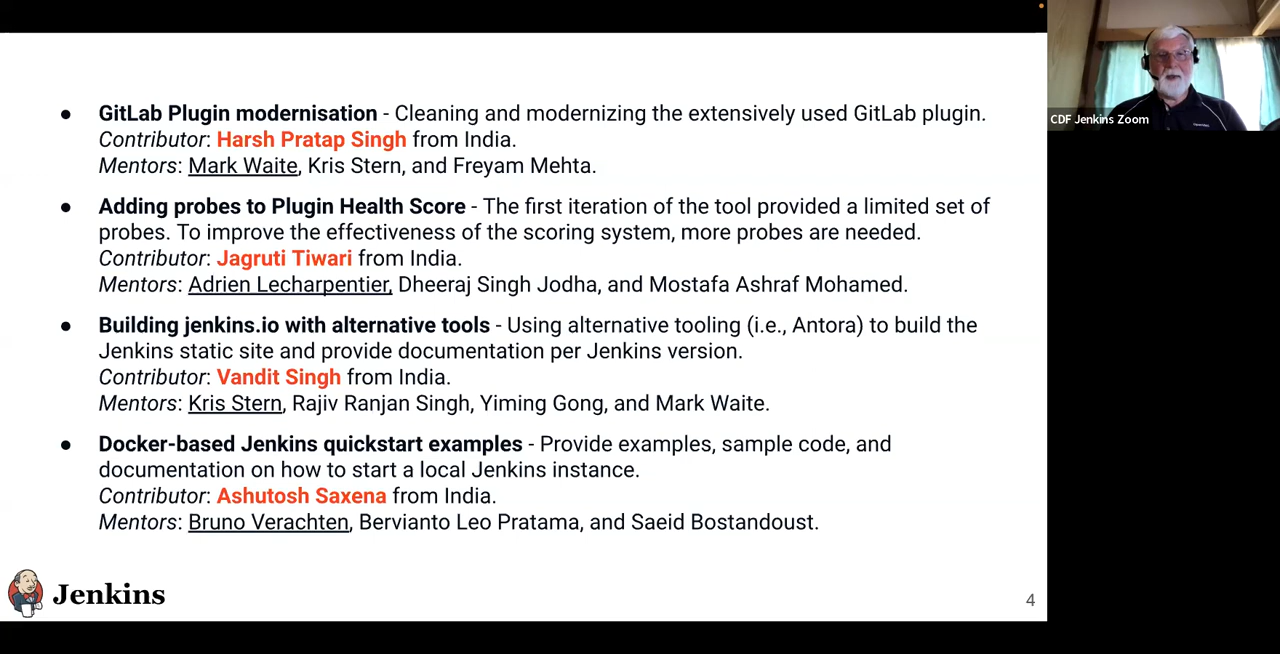 ● GitLab Plugin modernisation - Cleaning and modernizing the extensively used GitLab plugin.
Contributor: Harsh Pratap Singh from India.
Mentors: Mark Waite, Kris Stern, and Freyam Mehta.
● Adding probes to Plugin Health Score - The first iteration of the tool provided a limited set of
probes. To improve the effectiveness of the scoring system, more probes are needed.
Contributor: Jagruti Tiwari from India.
Mentors: Adrien Lecharpentier, Dheeraj Singh Jodha, and Mostafa Ashraf Mohamed.
● Building jenkins.io with alternative tools - Using alternative tooling (i.e., Antora) to build the
Jenkins static site and provide documentation per Jenkins version.
Contributor: Vandit Singh from India.
Mentors: Kris Stern, Rajiv Ranjan Singh, Yiming Gong, and Mark Waite.
● Docker-based Jenkins quickstart examples - Provide examples, sample code, and
documentation on how to start a local Jenkins instance.
Contributor: Ashutosh Saxena from India.
Mentors: Bruno Verachten, Bervianto Leo Pratama, and Saeid Bostandoust.
Jenkins
4
CDF Jenkins Zoom